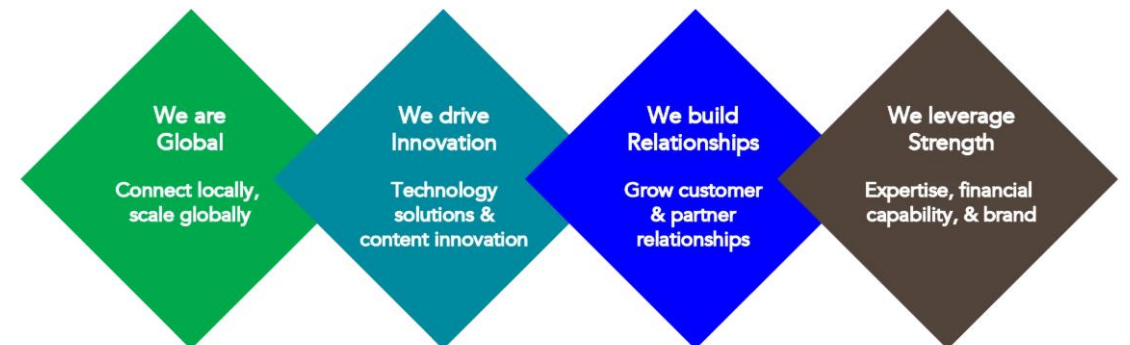 We are
Global
Connect locally,
scale globally
We drive
Innovation
Technology
solutions &
content innovation
We build
Relationships
Grow customer
& partner
relationships
We leverage
Strength
Expertise, financial
capability, & brand